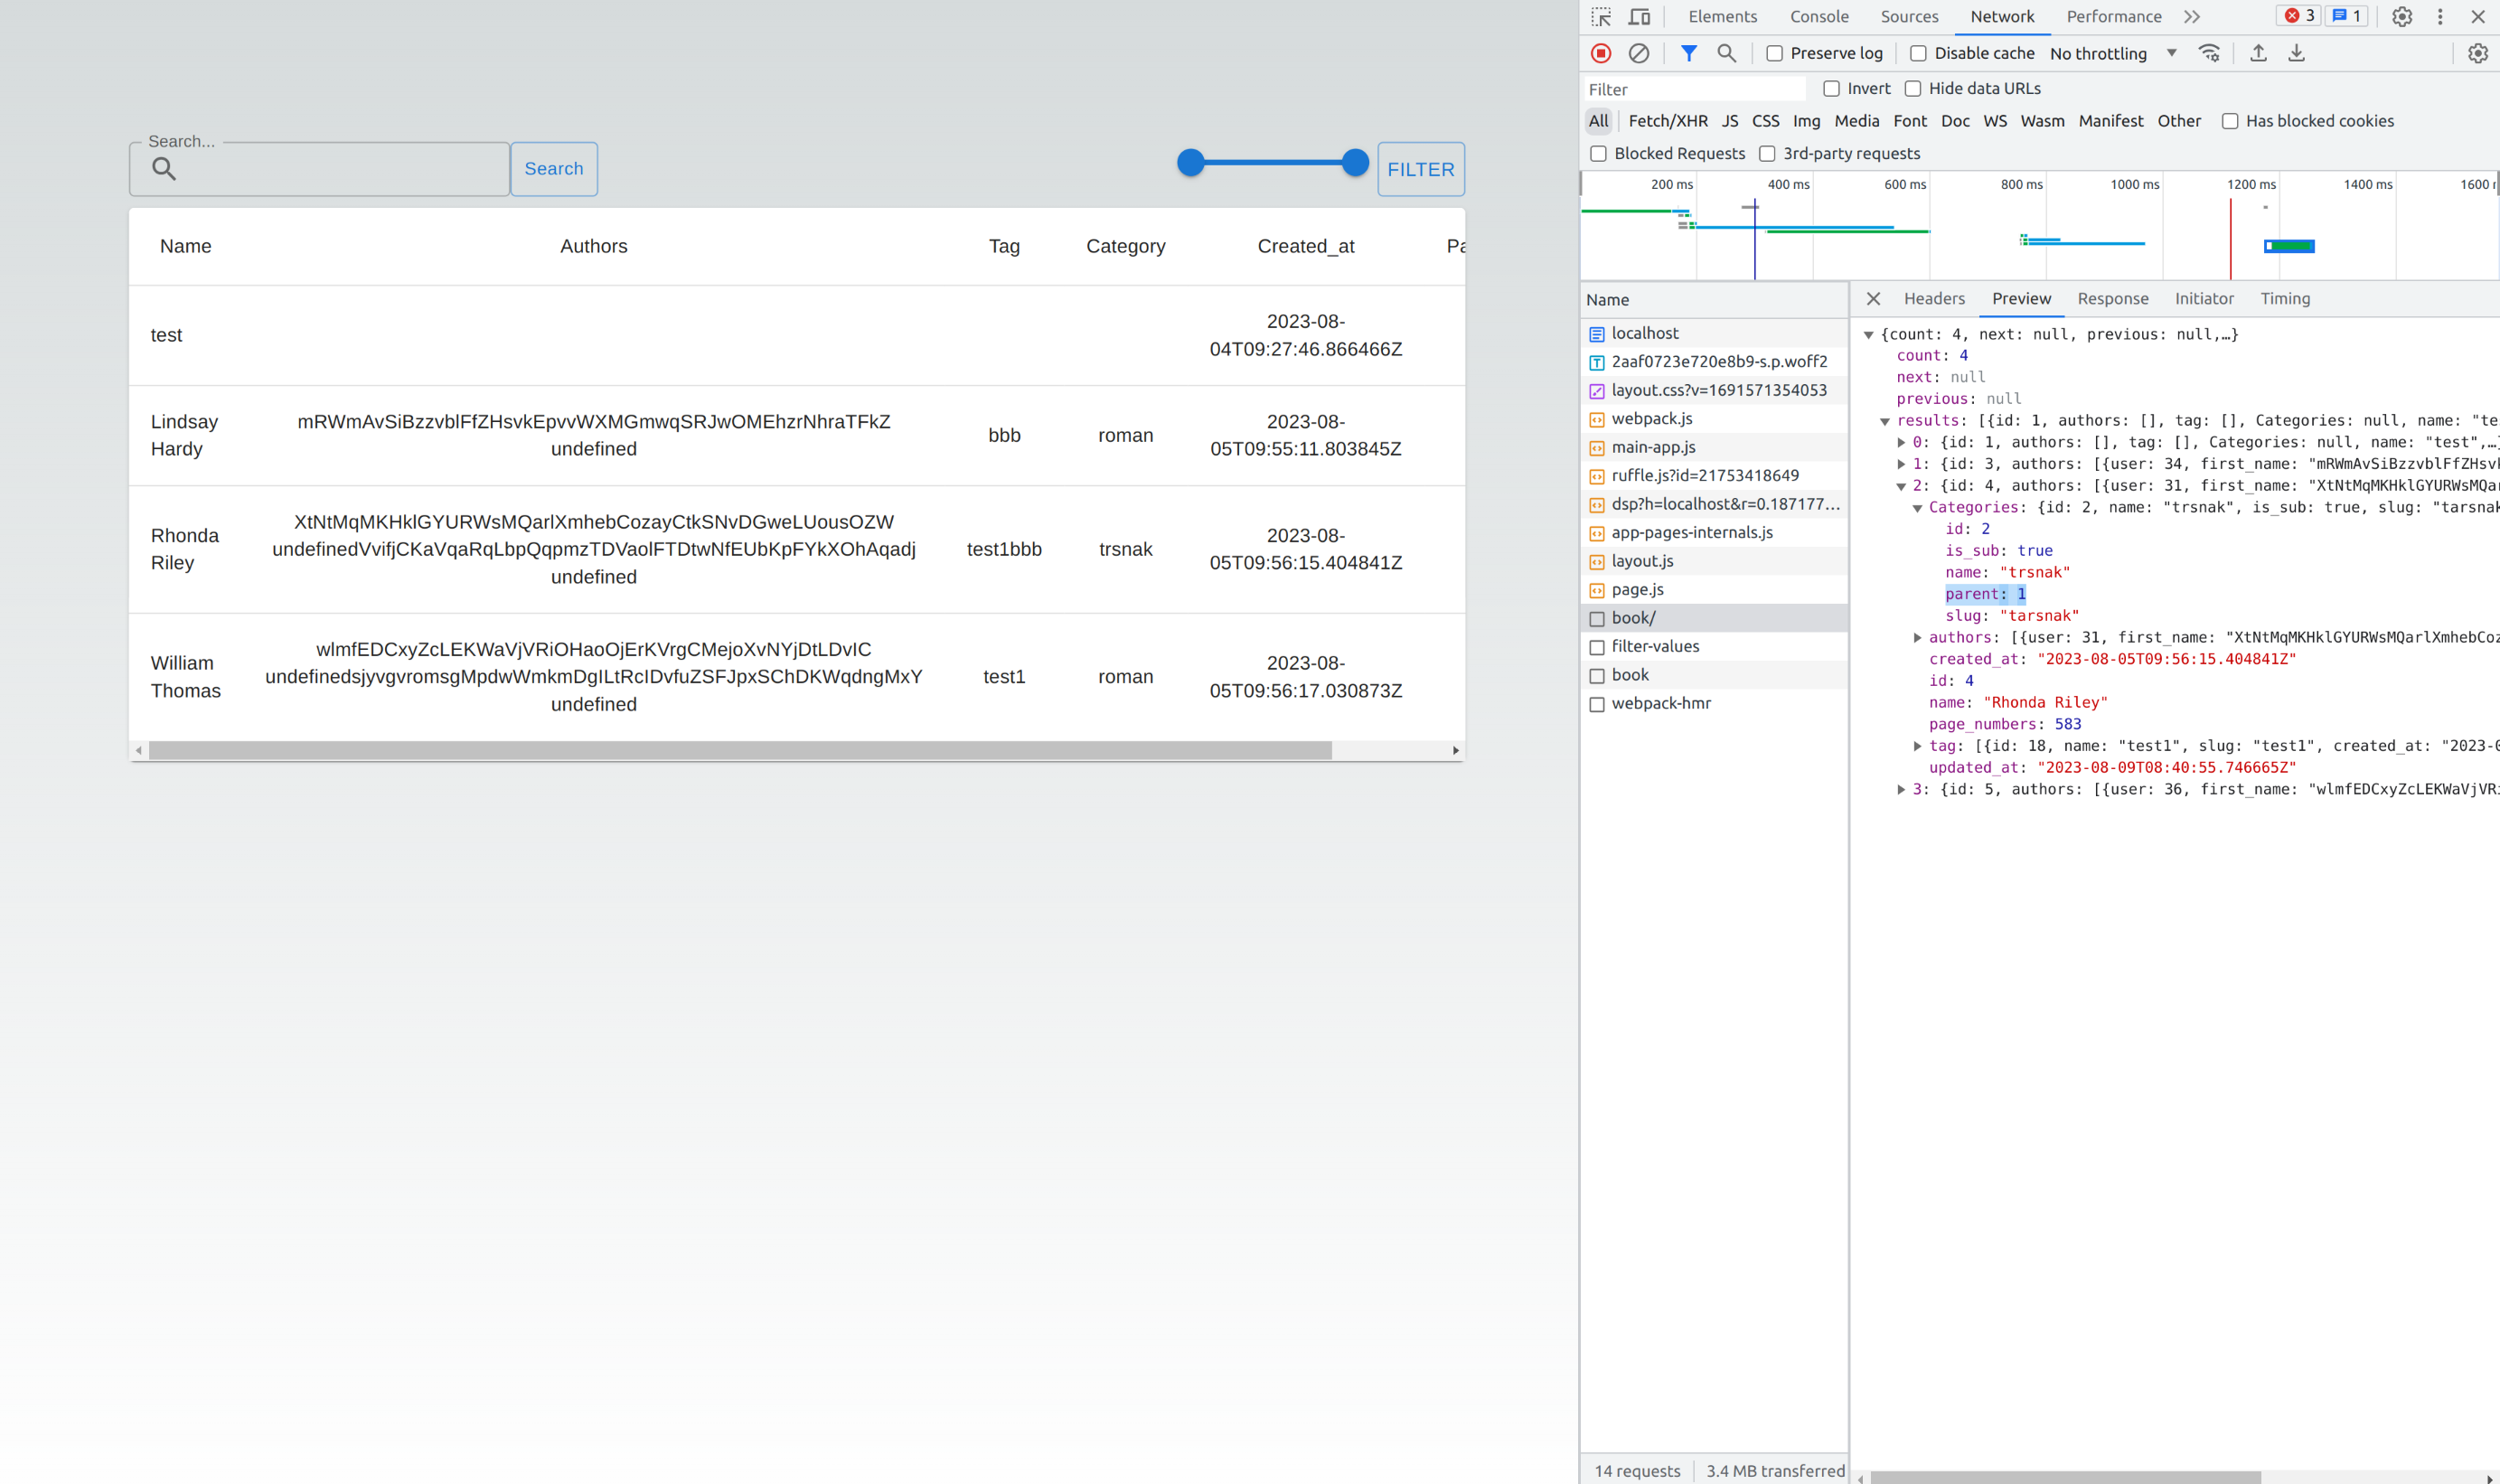 Search...
Search
FILTER
Name Authors Tag Category Created_at Pa
test 2023-08-
04T09:27:46.866466Z
Lindsay Hardy mRWmAvSiBzzvblFfZHsvkEpvvWXMGmwqSRJwOMEhzrNhraTFkZ
undefined bbb roman 2023-08-
05T09:55:11.803845Z
Rhonda Riley XtNtMqMKHklGYURWsMQarlXmhebCozayCtkSNvDGweLUousOZW
undefinedVvifjCKaVqaRqLbpQqpmzTDVaolFTDtwNfEUbKpFYkXOhAqadj
undefined test1bbb trsnak 2023-08-
05T09:56:15.404841Z
William Thomas wlmfEDCxyZcLEKWaVjVRiOHaoOjErKVrgCMejoXvNYjDtLDvIC
undefinedsjyvgvromsgMpdwWmkmDgILtRcIDvfuZSFJpxSChDKWqdngMxY
undefined test1 roman 2023-08-
05T09:56:17.030873Z
Elements Console Sources Network Performance 3 1
Preserve log Disable cache No throttling
Filter Invert Hide data URLs
All Fetch/XHR JS CSS Img Media Font Doc WS Wasm Manifest Other Has blocked cookies
Blocked Requests 3rd-party requests
200 ms 400 ms 600 ms 800 ms 1000 ms 1200 ms 1400 ms 1600
Name
localhost
2aaf0723e720e8b9-s.p.woff2
layout.css?v=1691571354053
webpack.js
main-app.js
ruffle.js?id=21753418649
dsp?h=localhost&r=0.187177...
app-pages-internals.js
layout.js
page.js
book/
filter-values
book
webpack-hmr
14 requests 3.4 MB transferred
Headers Preview Response Initiator Timing
{count: 4, next: null, previous: null,…}
count: 4
next: null
previous: null
results: [{id: 1, authors: [], tag: [], Categories: null, name: "te
0: {id: 1, authors: [], tag: [], Categories: null, name: "test",…
1: {id: 3, authors: [{user: 34, first_name: "mRWmAvSiBzzvblFfZHsvk
2: {id: 4, authors: [{user: 31, first_name: "XtNtMqMKHklGYURWsMQar
Categories: {id: 2, name: "trsnak", is_sub: true, slug: "tarsnak
id: 2
is_sub: true
name: "trsnak"
parent: 1
slug: "tarsnak"
authors: [{user: 31, first_name: "XtNtMqMKHklGYURWsMQarlXmhebCoz
created_at: "2023-08-05T09:56:15.404841Z"
id: 4
name: "Rhonda Riley"
page_numbers: 583
tag: [{id: 18, name: "test1", slug: "test1", created_at: "2023-0
updated_at: "2023-08-09T08:40:55.746665Z"
3: {id: 5, authors: [{user: 36, first_name: "wlmfEDCxyZcLEKWaVjVRi